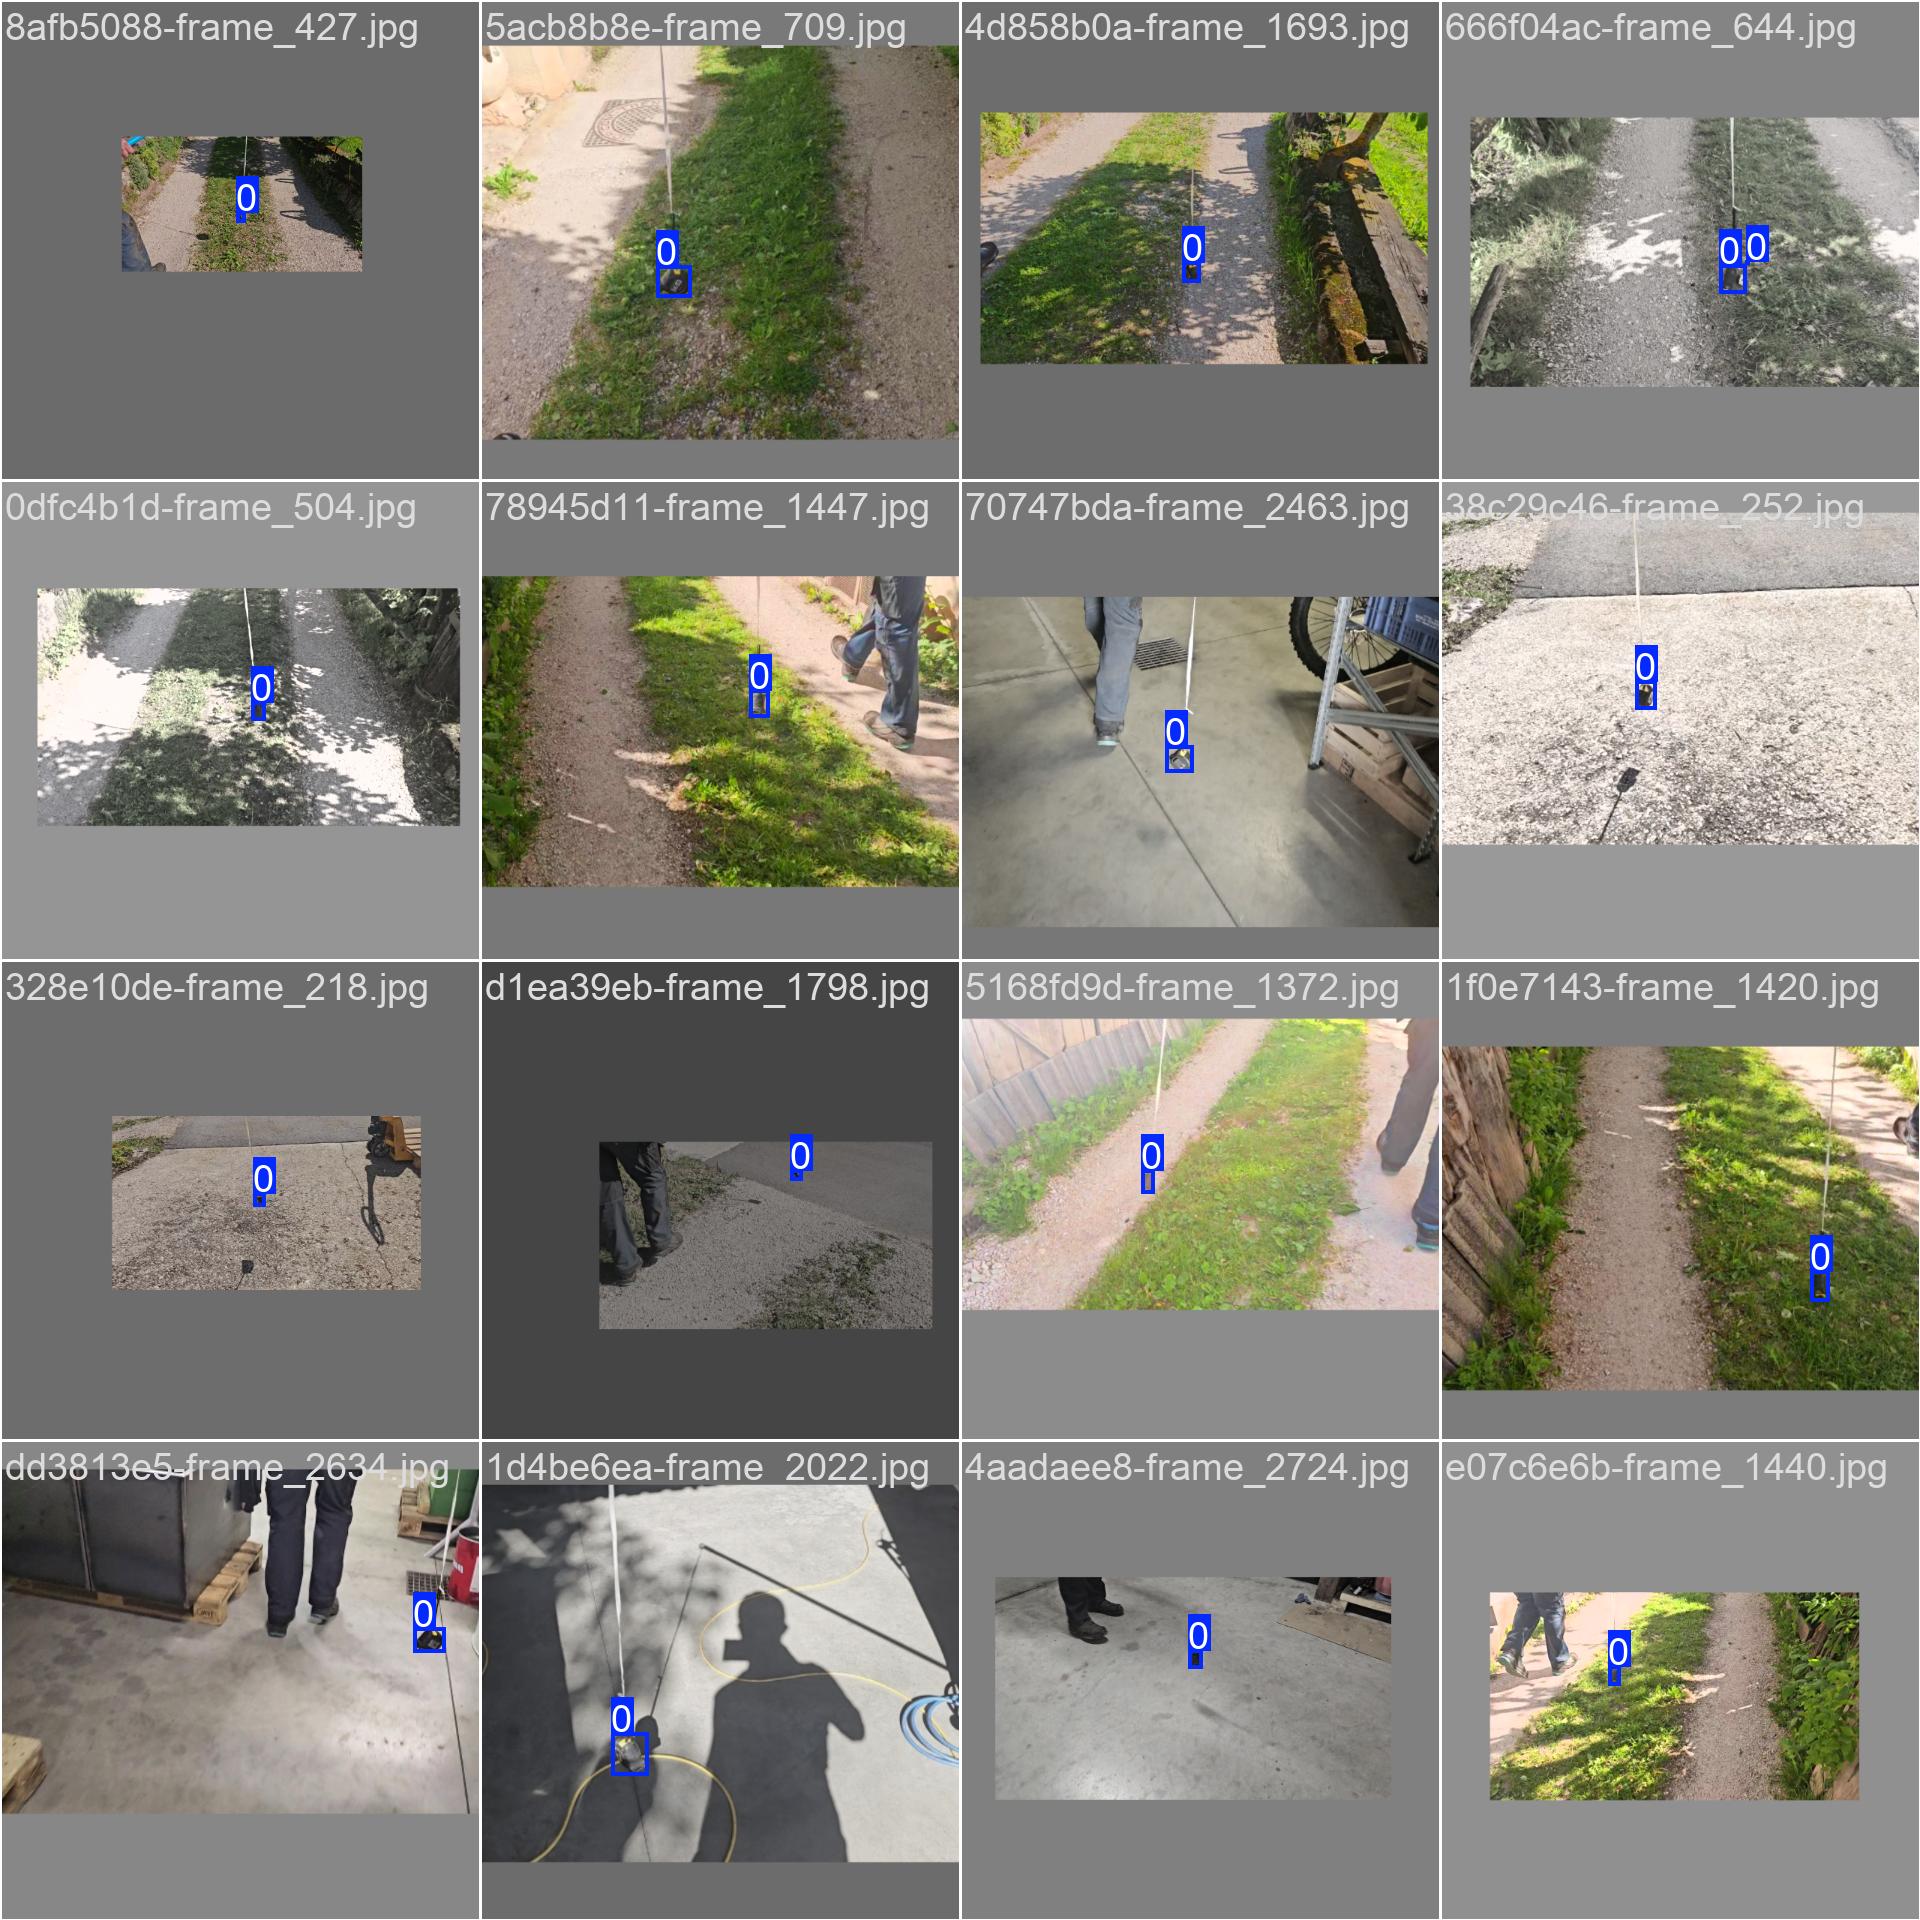 8afb5088-frame_427.jpg
5acb8b8e-frame_709.jpg
4d858b0a-frame_1693.jpg
666f04ac-frame_644.jpg
0
0
0
0 0
0dfc4b1d-frame_504.jpg
78945d11-frame_1447.jpg
70747bda-frame_2463.jpg
38c29c46-frame_252.jpg
0
0
0
0
328e10de-frame_218.jpg
d1ea39eb-frame_1798.jpg
5168fd9d-frame_1372.jpg
1f0e7143-frame_1420.jpg
0
0
0
0
dd3813e5-frame_2634.jpg
1d4be6ea-frame_2022.jpg
4aadaee8-frame_2724.jpg
e07c6e6b-frame_1440.jpg
0
0
0
0